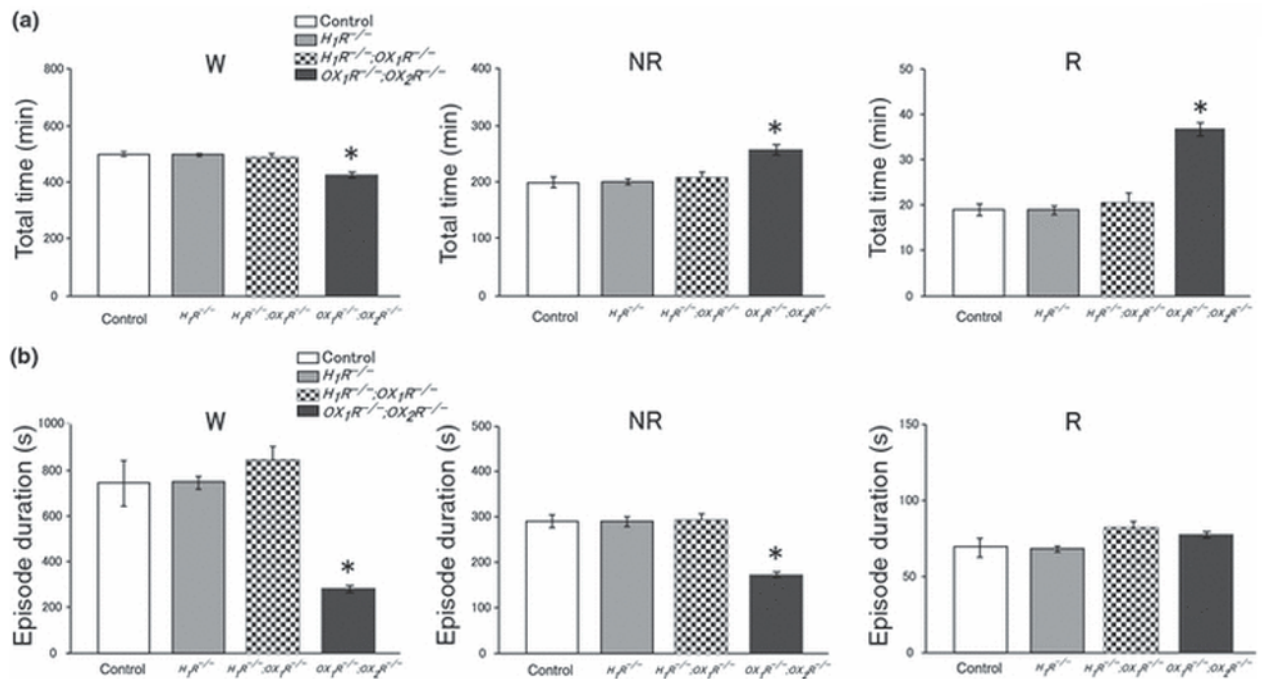 (a)
Control
H₁R⁻/⁻
H₁R⁻/⁻;OX₁R⁻/⁻
OX₁R⁻/⁻;OX₂R⁻/⁻
W
Total time (min)
800
600
400
200
0
*
Control
H₁R⁻/⁻
H₁R⁻/⁻;OX₁R⁻/⁻
OX₁R⁻/⁻;OX₂R⁻/⁻
NR
Total time (min)
400
300
200
100
0
*
Control
H₁R⁻/⁻
H₁R⁻/⁻;OX₁R⁻/⁻
OX₁R⁻/⁻;OX₂R⁻/⁻
R
Total time (min)
50
40
30
20
10
0
*
Control
H₁R⁻/⁻
H₁R⁻/⁻;OX₁R⁻/⁻
OX₁R⁻/⁻;OX₂R⁻/⁻
(b)
Control
H₁R⁻/⁻
H₁R⁻/⁻;OX₁R⁻/⁻
OX₁R⁻/⁻;OX₂R⁻/⁻
W
Episode duration (s)
1000
800
600
400
200
0
*
Control
H₁R⁻/⁻
H₁R⁻/⁻;OX₁R⁻/⁻
OX₁R⁻/⁻;OX₂R⁻/⁻
NR
Episode duration (s)
500
400
300
200
100
0
*
Control
H₁R⁻/⁻
H₁R⁻/⁻;OX₁R⁻/⁻
OX₁R⁻/⁻;OX₂R⁻/⁻
R
Episode duration (s)
150
100
50
0
Control
H₁R⁻/⁻
H₁R⁻/⁻;OX₁R⁻/⁻
OX₁R⁻/⁻;OX₂R⁻/⁻